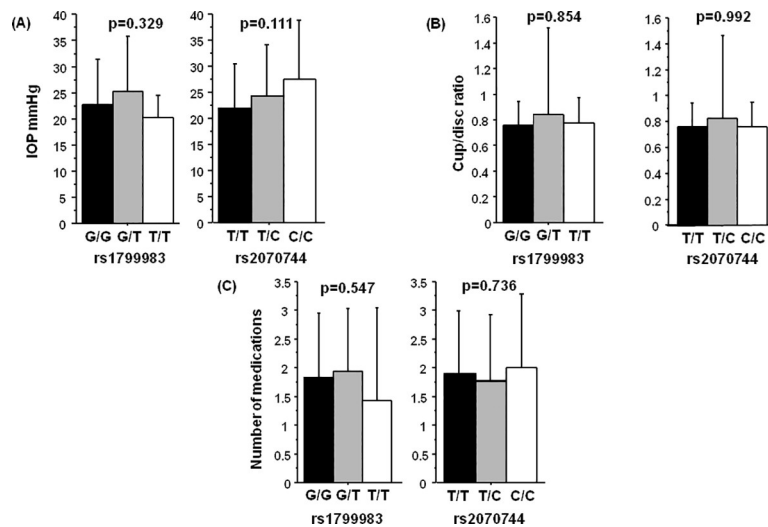 (A)
p=0.329
IOP mmHg
40
35
30
25
20
15
10
5
0
G/G G/T T/T
rs1799983
p=0.111
40
35
30
25
20
15
10
5
0
T/T T/C C/C
rs2070744
(B)
p=0.854
Cup/disc ratio
1.6
1.4
1.2
1
0.8
0.6
0.4
0.2
0
G/G G/T T/T
rs1799983
p=0.992
1.6
1.4
1.2
1
0.8
0.6
0.4
0.2
0
T/T T/C C/C
rs2070744
(C)
p=0.547
Number of medications
3.5
3
2.5
2
1.5
1
.5
0
G/G G/T T/T
rs1799983
p=0.736
3.5
3
2.5
2
1.5
1
.5
0
T/T T/C C/C
rs2070744